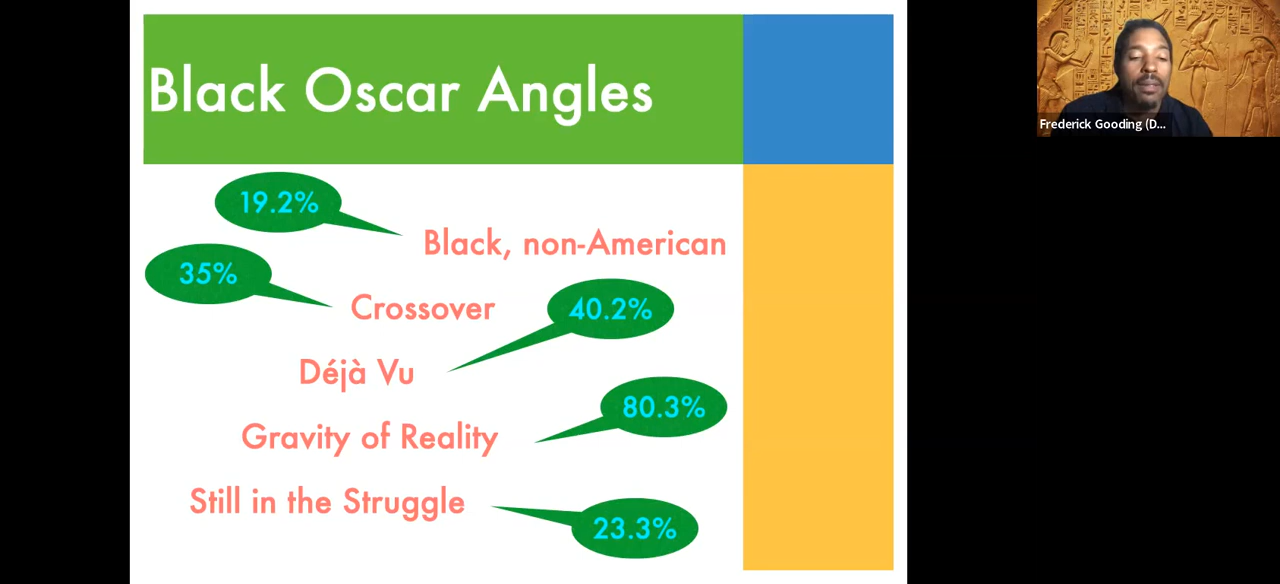 Black Oscar Angles
19.2%
Black, non-American
35%
Crossover
40.2%
Déjà Vu
80.3%
Gravity of Reality
Still in the Struggle
23.3%
Frederick Gooding (D...